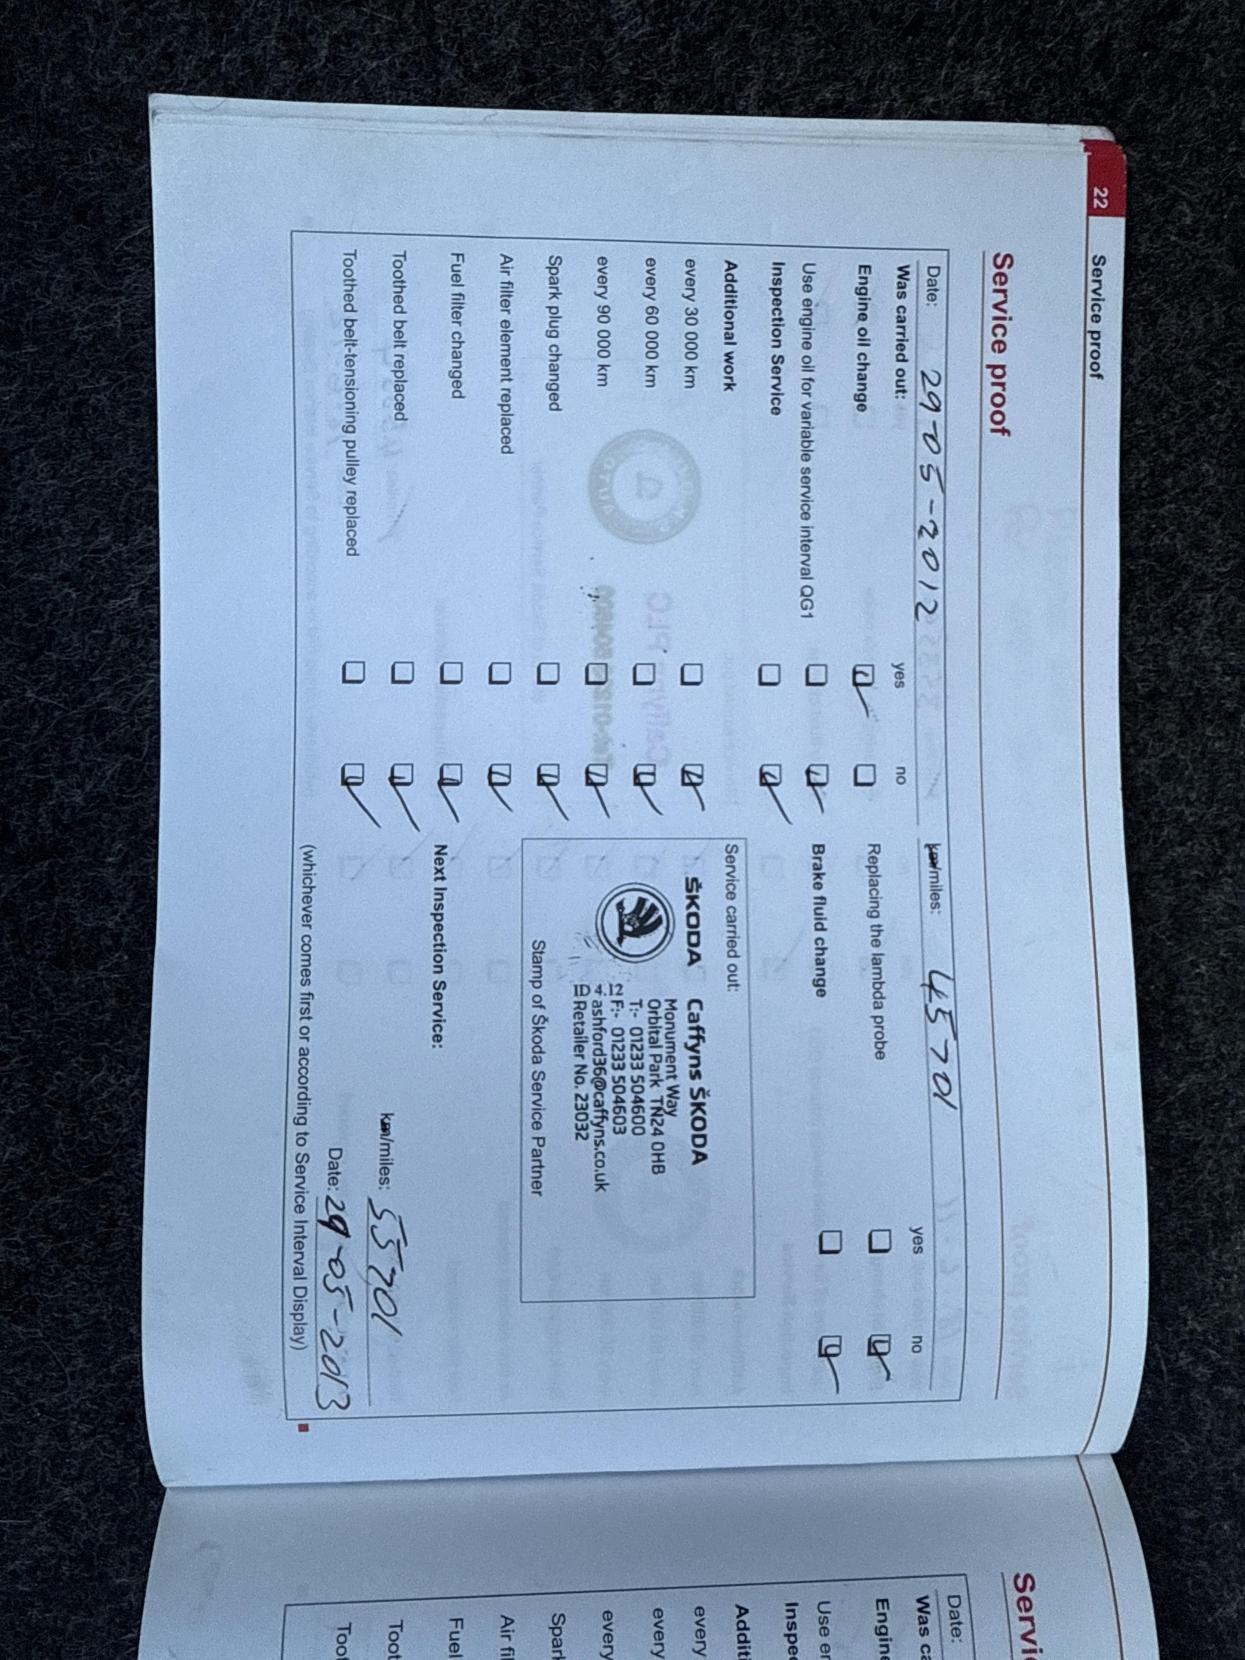 22 Service proof
Service proof
Date: 29-05-2012 km/miles: 45701
Was carried out: yes no yes no
Engine oil change Replacing the lambda probe
Use engine oil for variable service interval QG1 Brake fluid change
Inspection Service
Additional work Service carried out:
every 30 000 km
every 60 000 km
every 90 000 km
Spark plug changed
Air filter element replaced
Fuel filter changed
Toothed belt replaced
Toothed belt-tensioning pulley replaced
ŠKODA Caffyns ŠKODA
Monument Way
Orbital Park TN24 0HB
T:- 01233 504600
F:- 01233 504603
ashford36@caffyns.co.uk
Retailer No. 23032
Stamp of Škoda Service Partner
Next Inspection Service:
km/miles: 55701
Date: 29-05-2013
(whichever comes first or according to Service Interval Display)
Servi
Date:
Was ca
Engine
Use en
Inspec
Additi
every
every
every
Spark
Air fil
Fuel
Toot
Toot